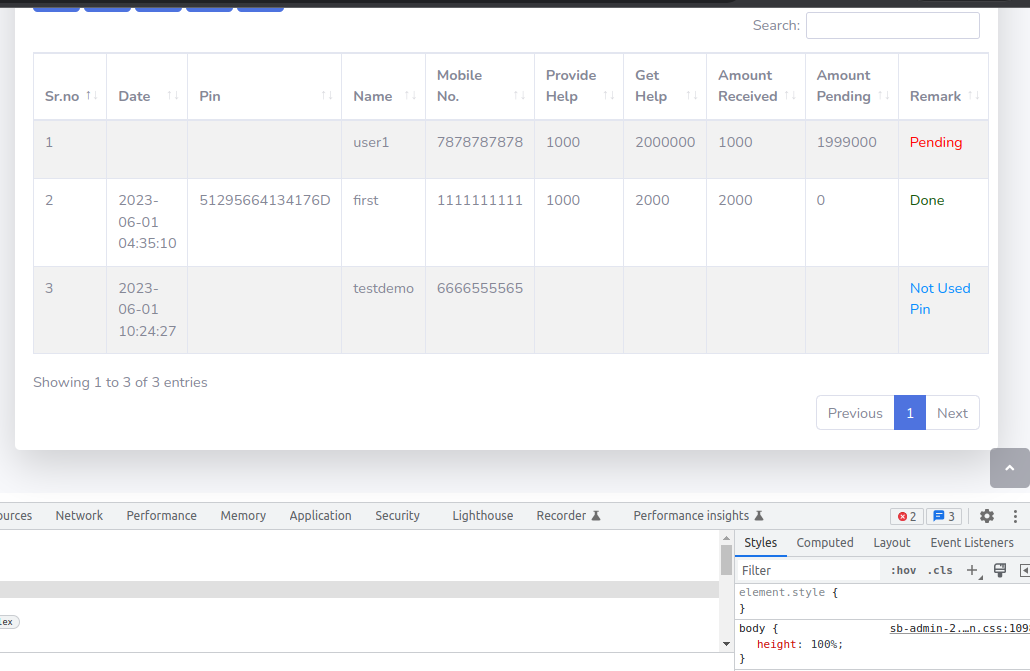 Search:
Sr.no Date Pin Name Mobile No. Provide Help Get Help Amount Received Amount Pending Remark
1 user1 7878787878 1000 2000000 1000 1999000 Pending
2 2023-06-01 04:35:10 51295664134176D first 1111111111 1000 2000 2000 0 Done
3 2023-06-01 10:24:27 testdemo 6666555565 Not Used Pin
Showing 1 to 3 of 3 entries
Previous 1 Next
ources Network Performance Memory Application Security Lighthouse Recorder Performance insights 2 3
Styles Computed Layout Event Listeners
Filter :hov .cls
element.style {
}
lex
body { sb-admin-2.…n.css:109
height: 100%;
}